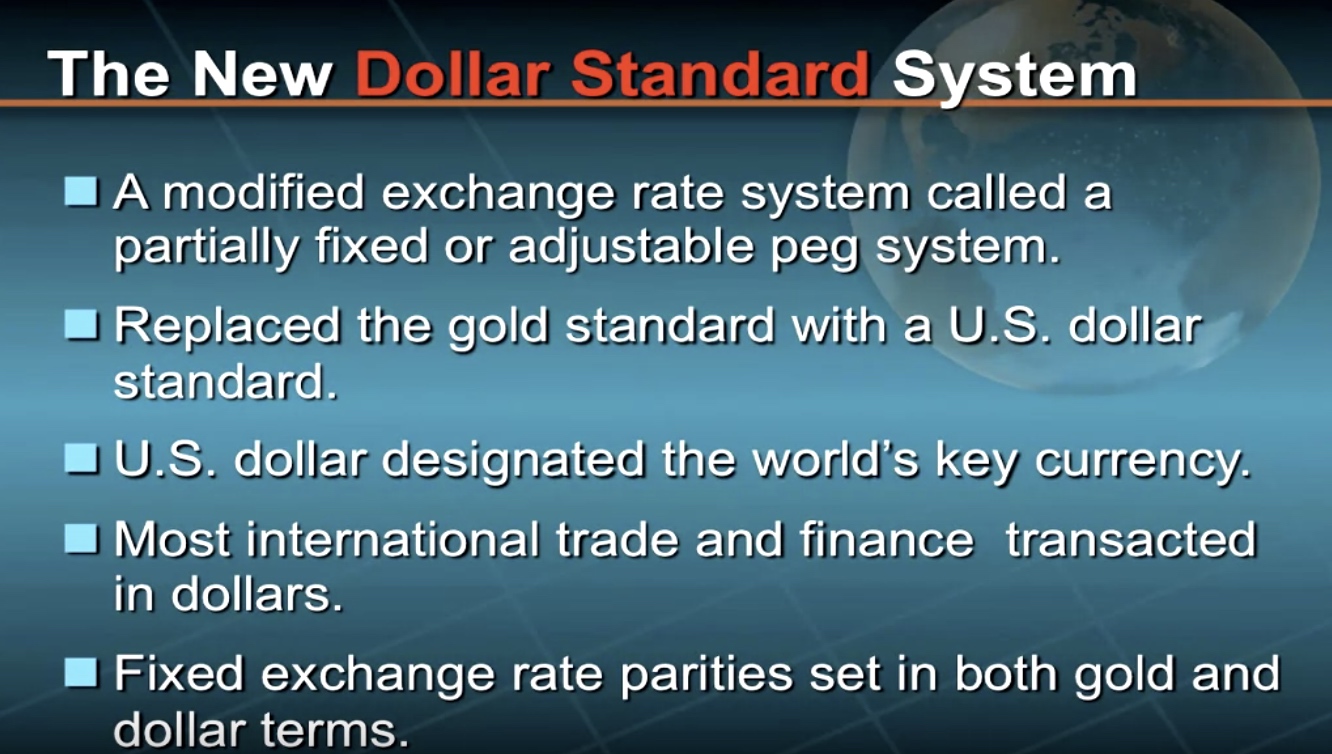 The New Dollar Standard System
A modified exchange rate system called a
partially fixed or adjustable peg system.
Replaced the gold standard with a U.S. dollar
standard.
U.S. dollar designated the world’s key currency.
Most international trade and finance  transacted
in dollars.
Fixed exchange rate parities set in both gold and
dollar terms.